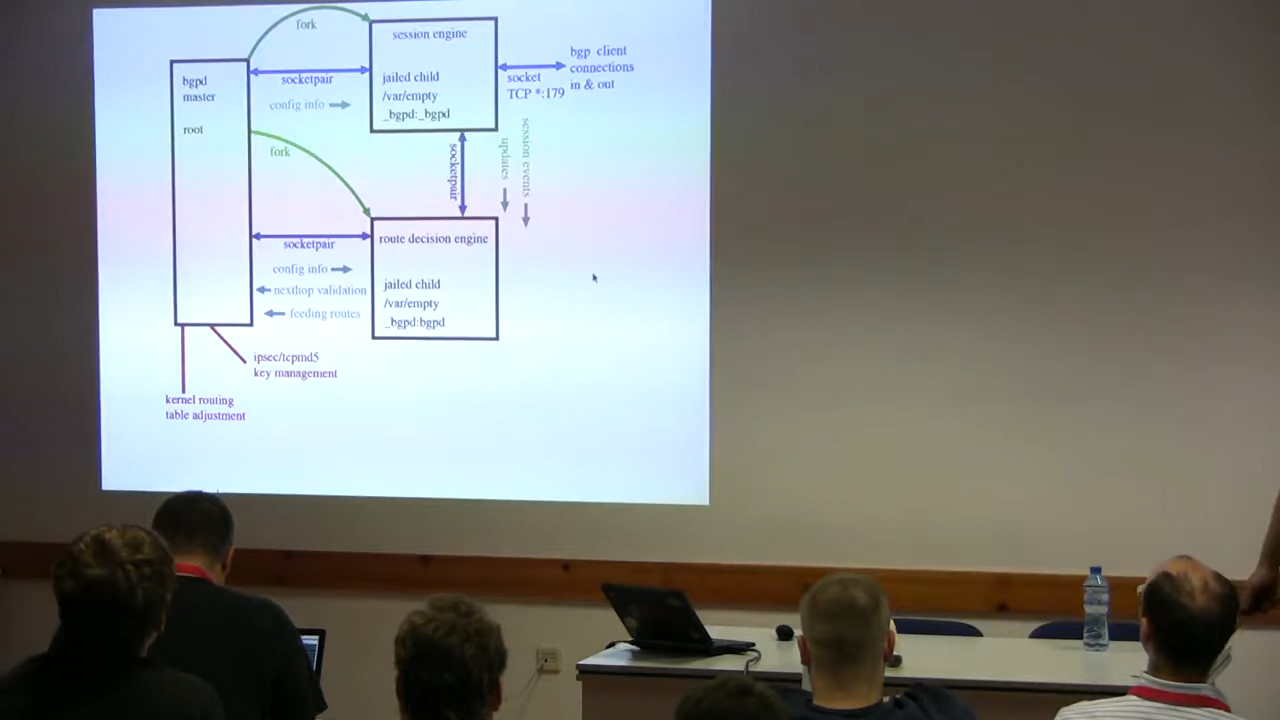 fork
session engine
bgpd
master
root
socketpair
config info
jailed child
/var/empty
_bgpd:_bgpd
socket
TCP *:179
bgp client
connections
in & out
fork
socketpair
updates
session events
socketpair
route decision engine
config info
nexthop validation
feeding routes
jailed child
/var/empty
_bgpd:bgpd
ipsec/tcpmd5
key management
kernel routing
table adjustment